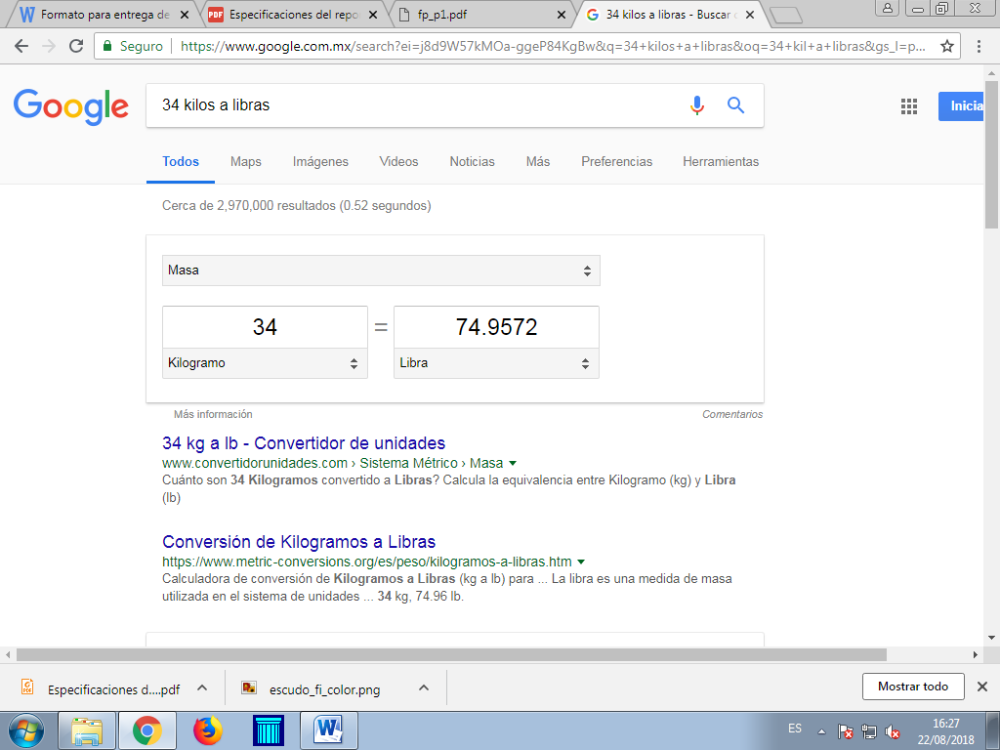 Formato para entrega de
Especificaciones del repo
fp_p1.pdf
34 kilos a libras - Buscar
Seguro
https://www.google.com.mx/search?ei=j8d9W57kMOa-ggeP84KgBw&q=34+kilos+a+libras&oq=34+kil+a+libras&gs_l=p...
Google
34 kilos a libras
Inicia
Todos Maps Imágenes Videos Noticias Más Preferencias Herramientas
Cerca de 2,970,000 resultados (0.52 segundos)
Masa
34 = 74.9572
Kilogramo Libra
Más información Comentarios
34 kg a lb - Convertidor de unidades
www.convertidorunidades.com › Sistema Métrico › Masa
Cuánto son 34 Kilogramos convertido a Libras? Calcula la equivalencia entre Kilogramo (kg) y Libra
(lb)
Conversión de Kilogramos a Libras
https://www.metric-conversions.org/es/peso/kilogramos-a-libras.htm
Calculadora de conversión de Kilogramos a Libras (kg a lb) para ... La libra es una medida de masa
utilizada en el sistema de unidades ... 34 kg, 74.96 lb.
Especificaciones d....pdf
escudo_fi_color.png
Mostrar todo
ES
16:27
22/08/2018